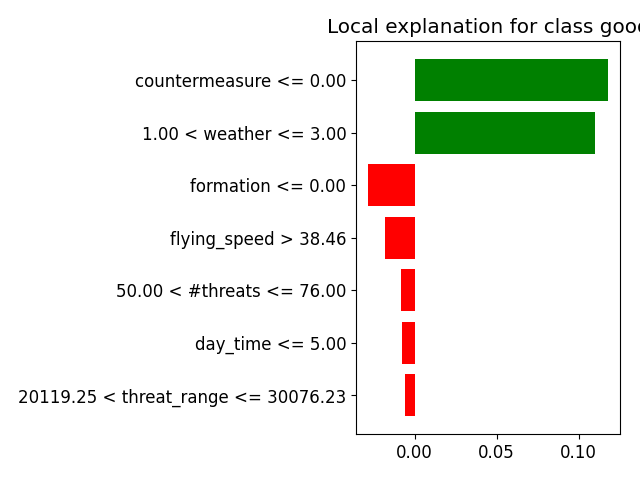 Local explanation for class good
countermeasure <= 0.00
1.00 < weather <= 3.00
formation <= 0.00
flying_speed > 38.46
50.00 < #threats <= 76.00
day_time <= 5.00
20119.25 < threat_range <= 30076.23
0.00 0.05 0.10